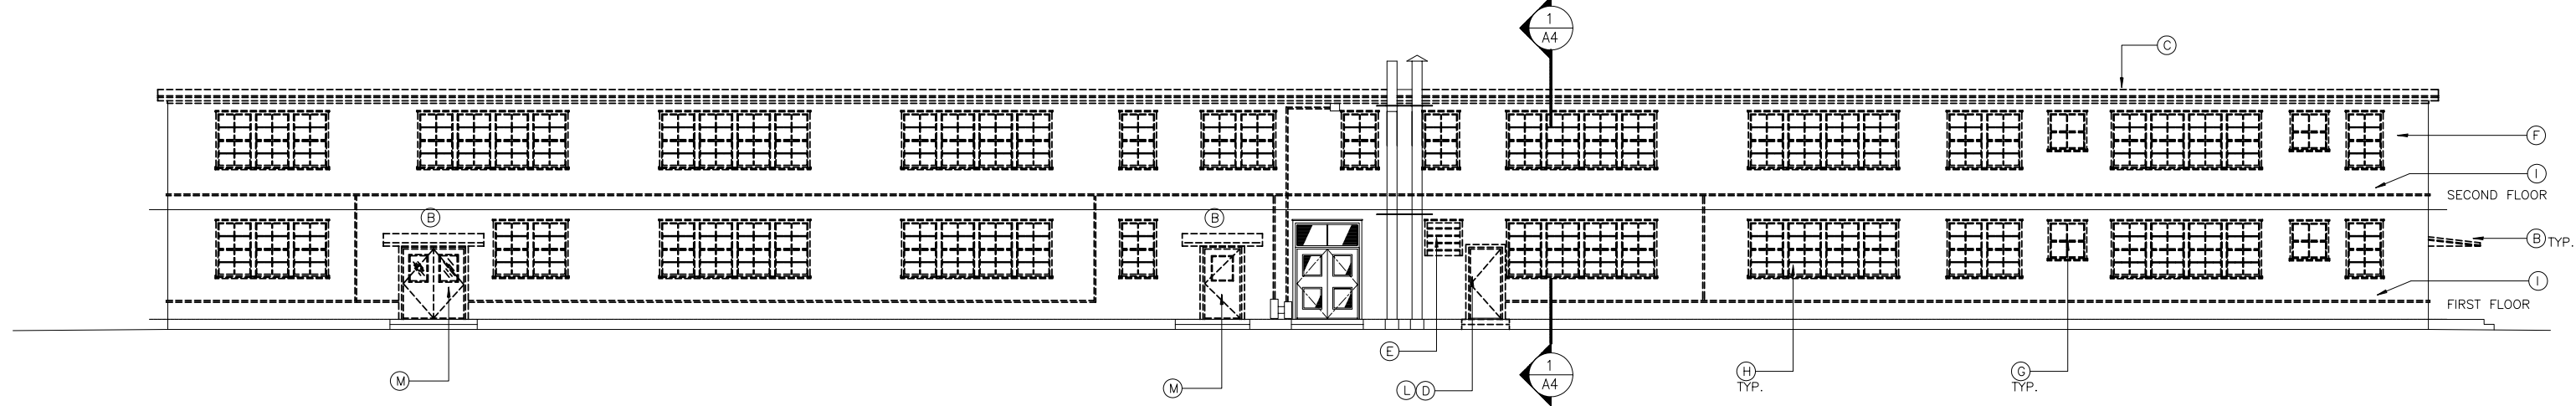 1
A4
C
F
I
SECOND FLOOR
B
B
B TYP.
I
FIRST FLOOR
E
M
M
L D
1
A4
H
TYP.
G
TYP.